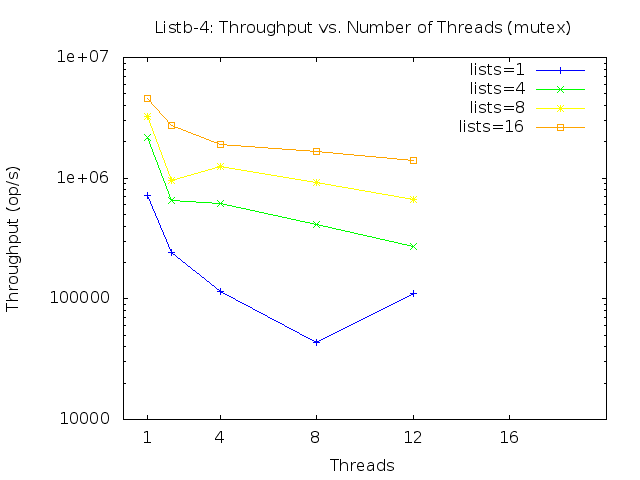 Listb-4: Throughput vs. Number of Threads (mutex)
1e+07
1e+06
100000
10000
Throughput (op/s)
lists=1
lists=4
lists=8
lists=16
1 4 8 12 16
Threads